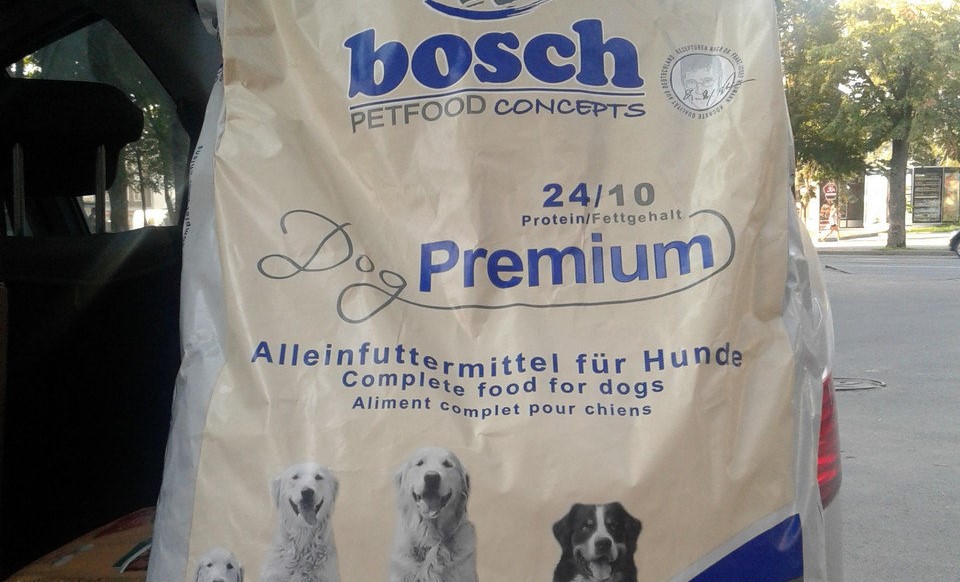 bosch
PETFOOD CONCEPTS
24/10
Protein/Fettgehalt
Dog Premium
Alleinfuttermittel für Hunde
Complete food for dogs
Aliment complet pour chiens